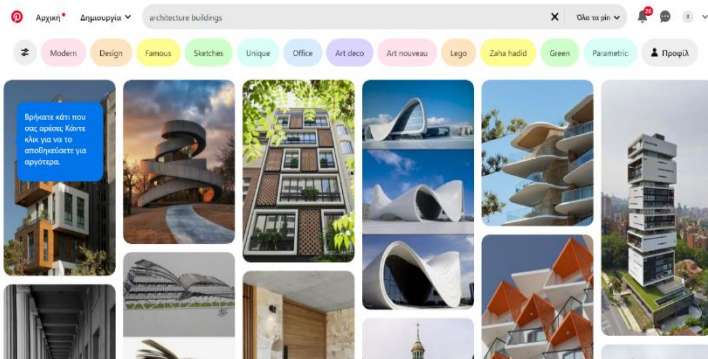 Αρχική
Δημιουργία
architecture buildings
Όλα τα pin
26
Modern
Design
Famous
Sketches
Unique
Office
Art deco
Art nouveau
Lego
Zaha hadid
Green
Parametric
Προφίλ
Βρήκατε κάτι που
σας αρέσει; Κάντε
κλικ για να το
αποθηκεύσετε για
αργότερα.